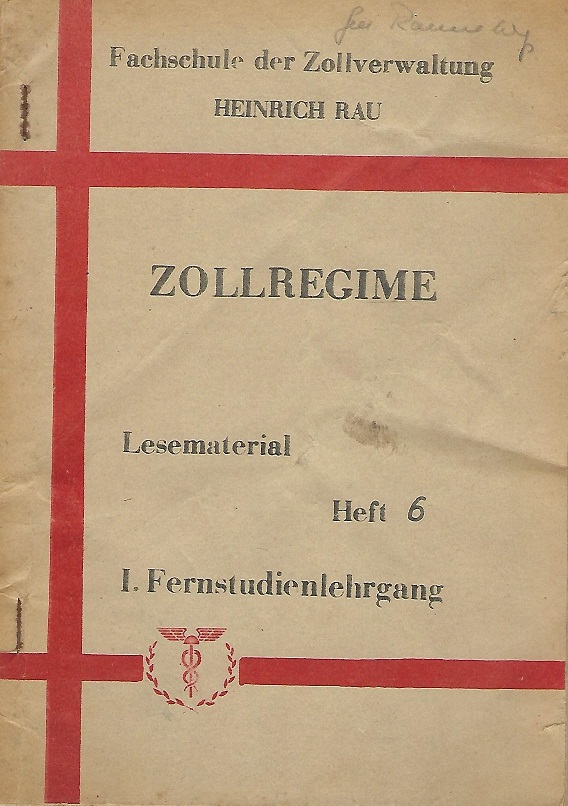 Fachschule der Zollverwaltung
HEINRICH RAU
ZOLLREGIME
Lesematerial
Heft 6
I. Fernstudienlehrgang